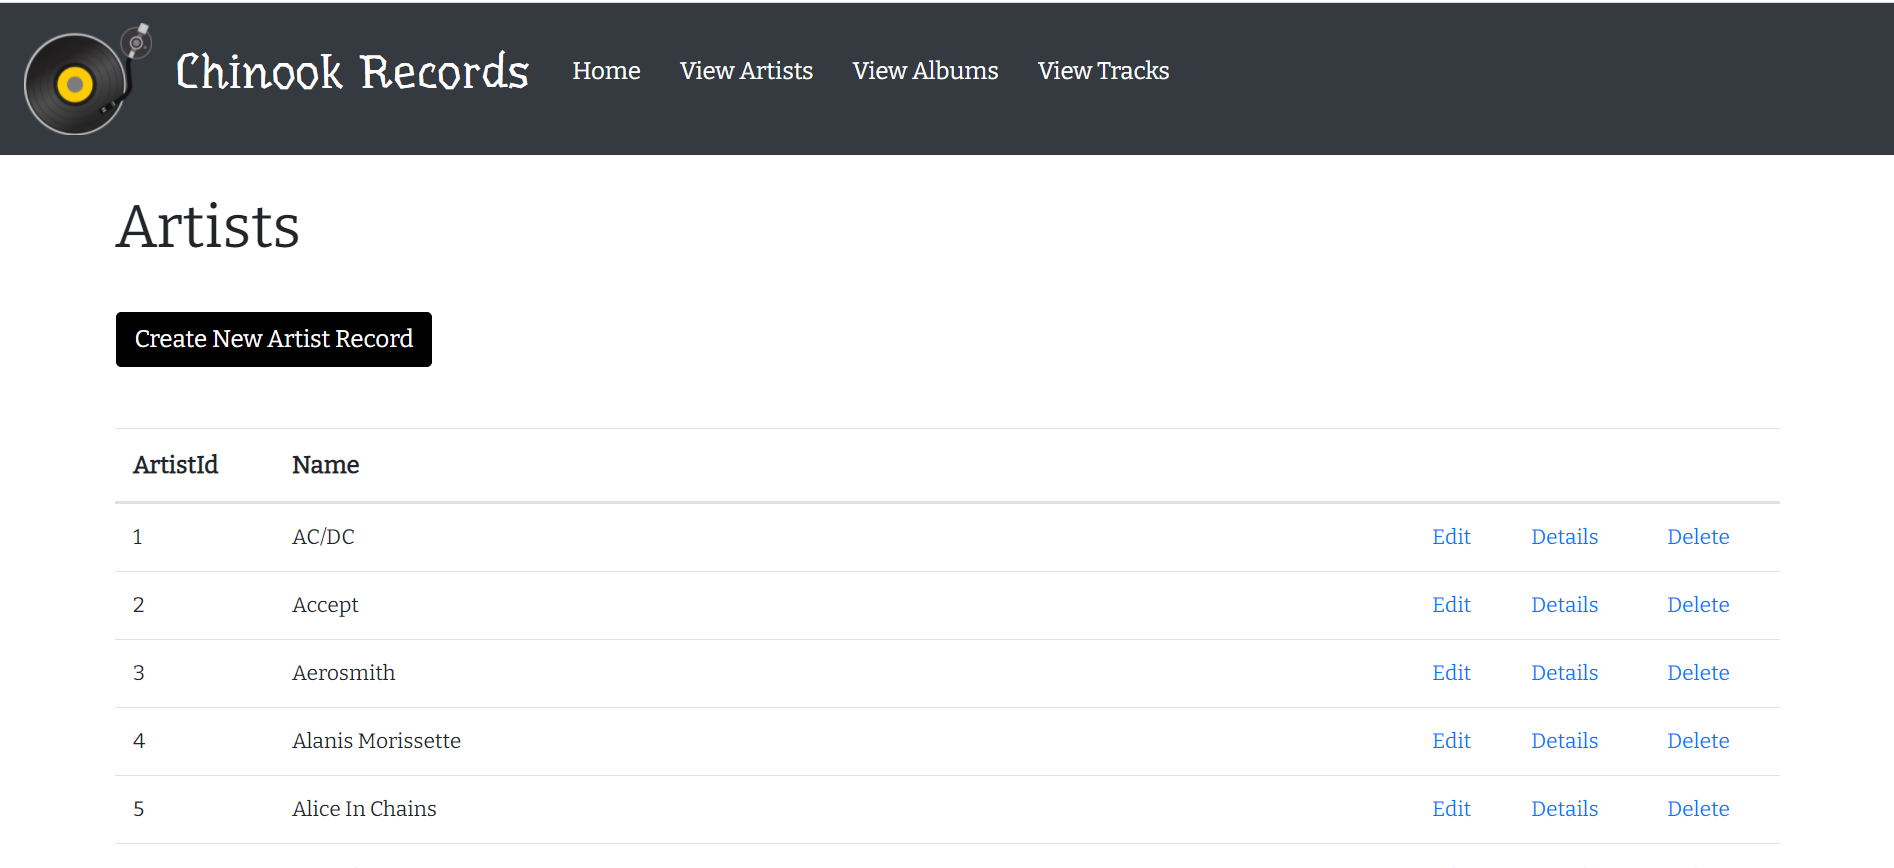 Chinook Records Home View Artists View Albums View Tracks
Artists
Create New Artist Record
ArtistId Name
1 AC/DC Edit Details Delete
2 Accept Edit Details Delete
3 Aerosmith Edit Details Delete
4 Alanis Morissette Edit Details Delete
5 Alice In Chains Edit Details Delete